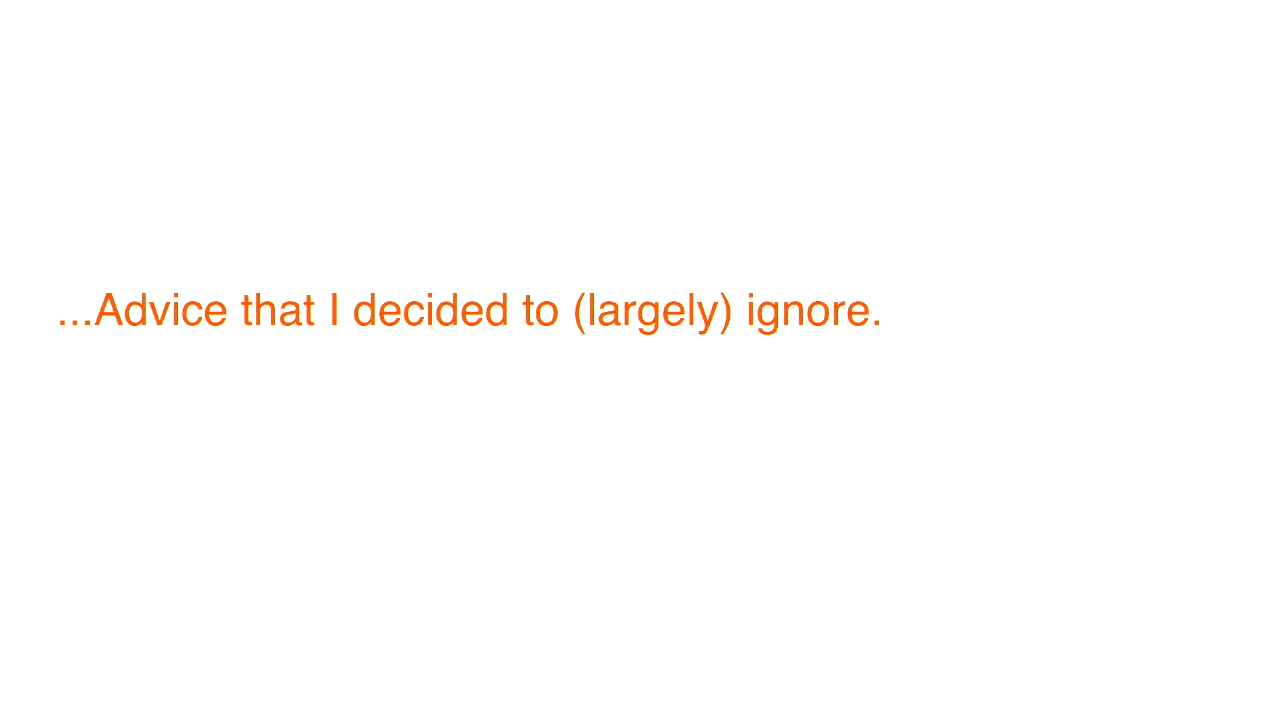 ...Advice that I decided to (largely) ignore.